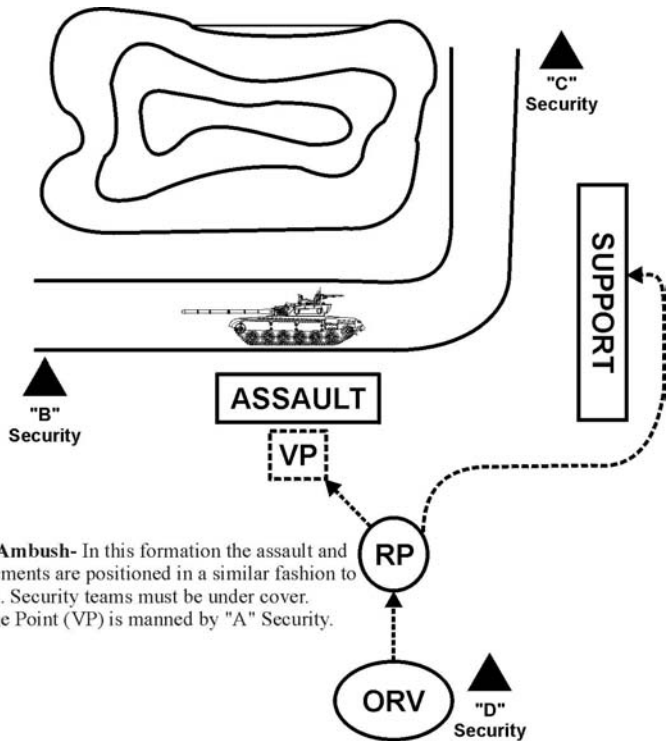 "C"
Security
SUPPORT
"B"
Security
ASSAULT
VP
RP
Ambush- In this formation the assault and
ements are positioned in a similar fashion to
. Security teams must be under cover.
e Point (VP) is manned by "A" Security.
ORV
"D"
Security